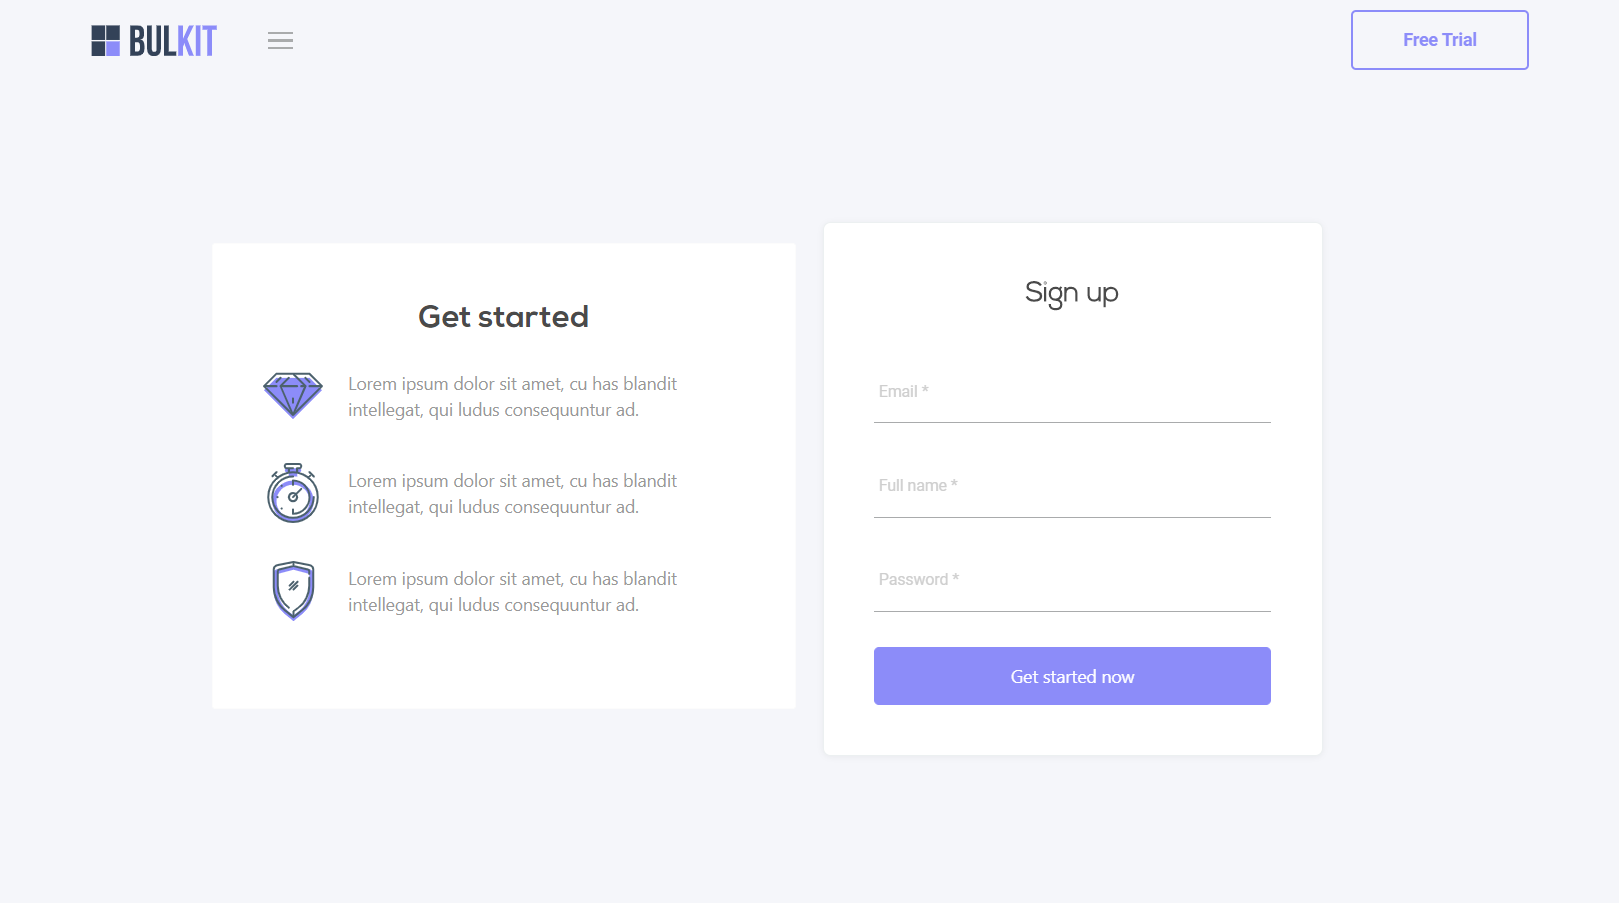 BULKIT
Free Trial
Get started
Lorem ipsum dolor sit amet, cu has blandit
intellegat, qui ludus consequuntur ad.
Lorem ipsum dolor sit amet, cu has blandit
intellegat, qui ludus consequuntur ad.
Lorem ipsum dolor sit amet, cu has blandit
intellegat, qui ludus consequuntur ad.
Sign up
Email *
Full name *
Password *
Get started now